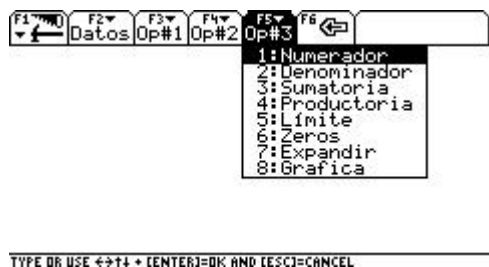 F1 F2 F3 F4 F5 F6
Datos Op#1 Op#2 Op#3
1:Numerador
2:Denominador
3:Sumatoria
4:Productoria
5:Límite
6:Zeros
7:Expandir
8:Grafica
TYPE OR USE ←→↑↓ + [ENTER]=OK AND [ESC]=CANCEL